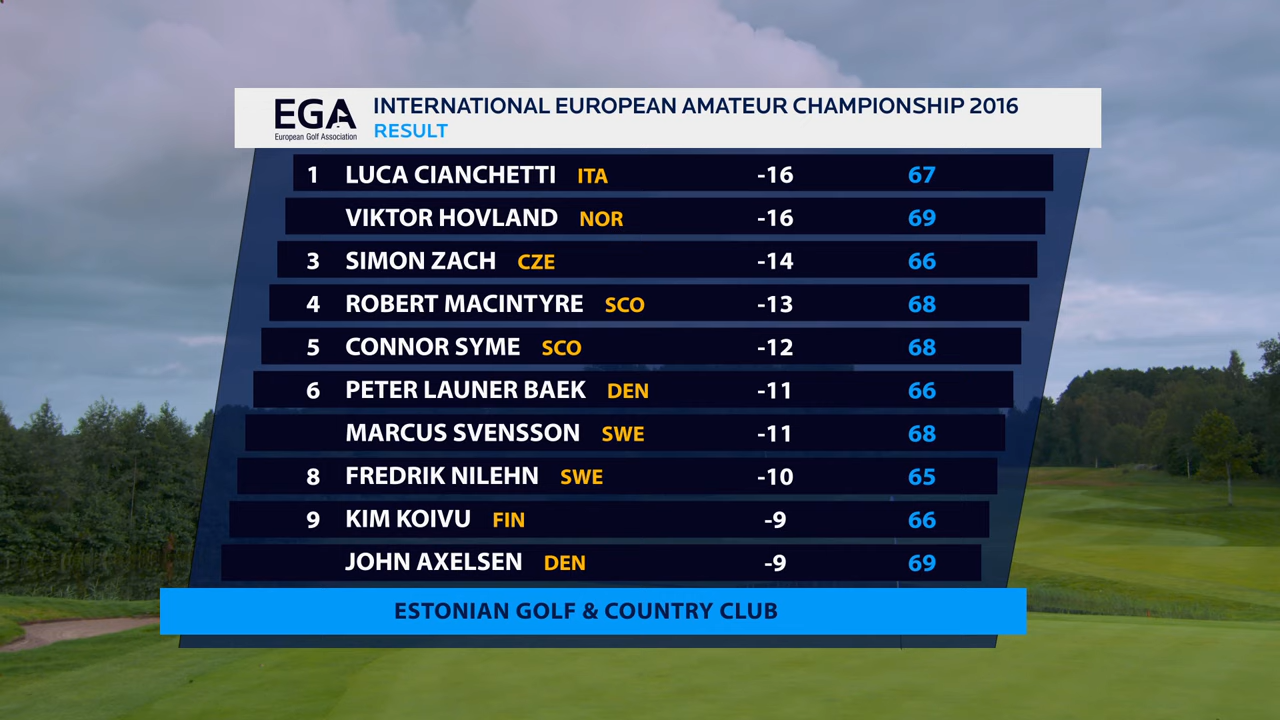 EGA
European Golf Association
INTERNATIONAL EUROPEAN AMATEUR CHAMPIONSHIP 2016
RESULT
1 LUCA CIANCHETTI ITA -16 67
VIKTOR HOVLAND NOR -16 69
3 SIMON ZACH CZE -14 66
4 ROBERT MACINTYRE SCO -13 68
5 CONNOR SYME SCO -12 68
6 PETER LAUNER BAEK DEN -11 66
MARCUS SVENSSON SWE -11 68
8 FREDRIK NILEHN SWE -10 65
9 KIM KOIVU FIN -9 66
JOHN AXELSEN DEN -9 69
ESTONIAN GOLF & COUNTRY CLUB